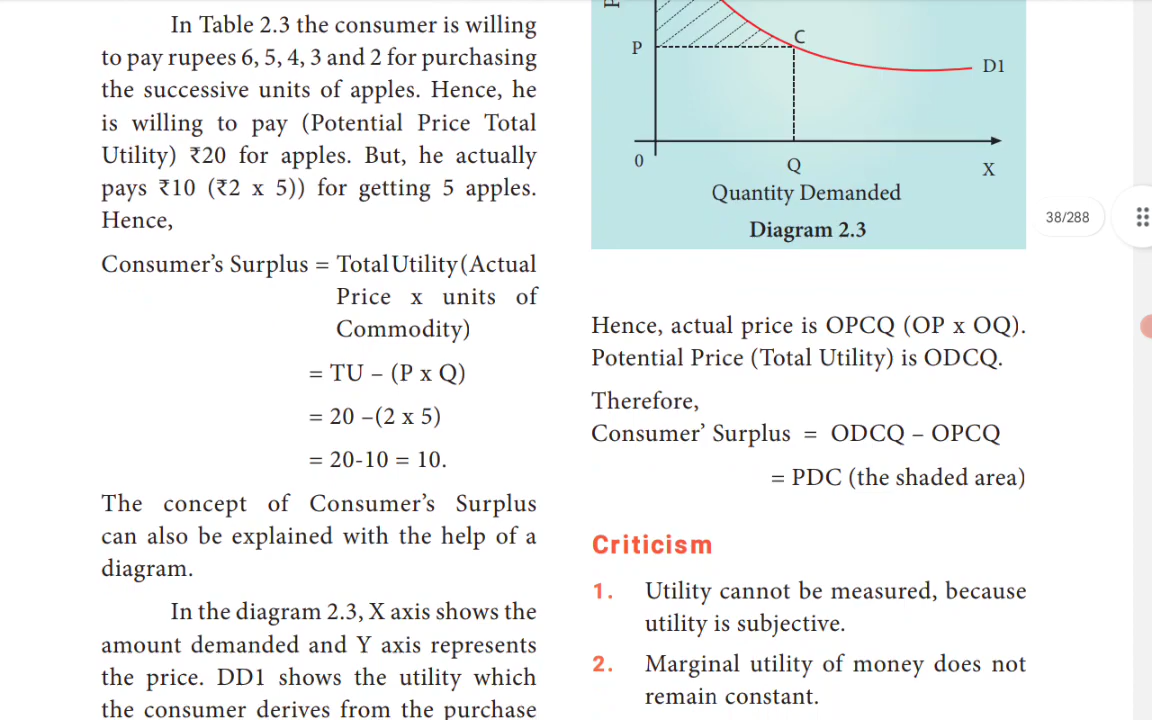 In Table 2.3 the consumer is willing
to pay rupees 6, 5, 4, 3 and 2 for purchasing
the successive units of apples. Hence, he
is willing to pay (Potential Price Total
Utility) ₹20 for apples. But, he actually
pays ₹10 (₹2 x 5)) for getting 5 apples.
Hence,
Consumer’s Surplus = Total Utility (Actual
Price x units of
Commodity)
= TU – (P x Q)
= 20 –(2 x 5)
= 20-10 = 10.
The concept of Consumer’s Surplus
can also be explained with the help of a
diagram.
In the diagram 2.3, X axis shows the
amount demanded and Y axis represents
the price. DD1 shows the utility which
the consumer derives from the purchase
C
P
D1
0
Q
X
Quantity Demanded
Diagram 2.3
Hence, actual price is OPCQ (OP x OQ).
Potential Price (Total Utility) is ODCQ.
Therefore,
Consumer’ Surplus = ODCQ – OPCQ
= PDC (the shaded area)
Criticism
1. Utility cannot be measured, because
utility is subjective.
2. Marginal utility of money does not
remain constant.
38/288